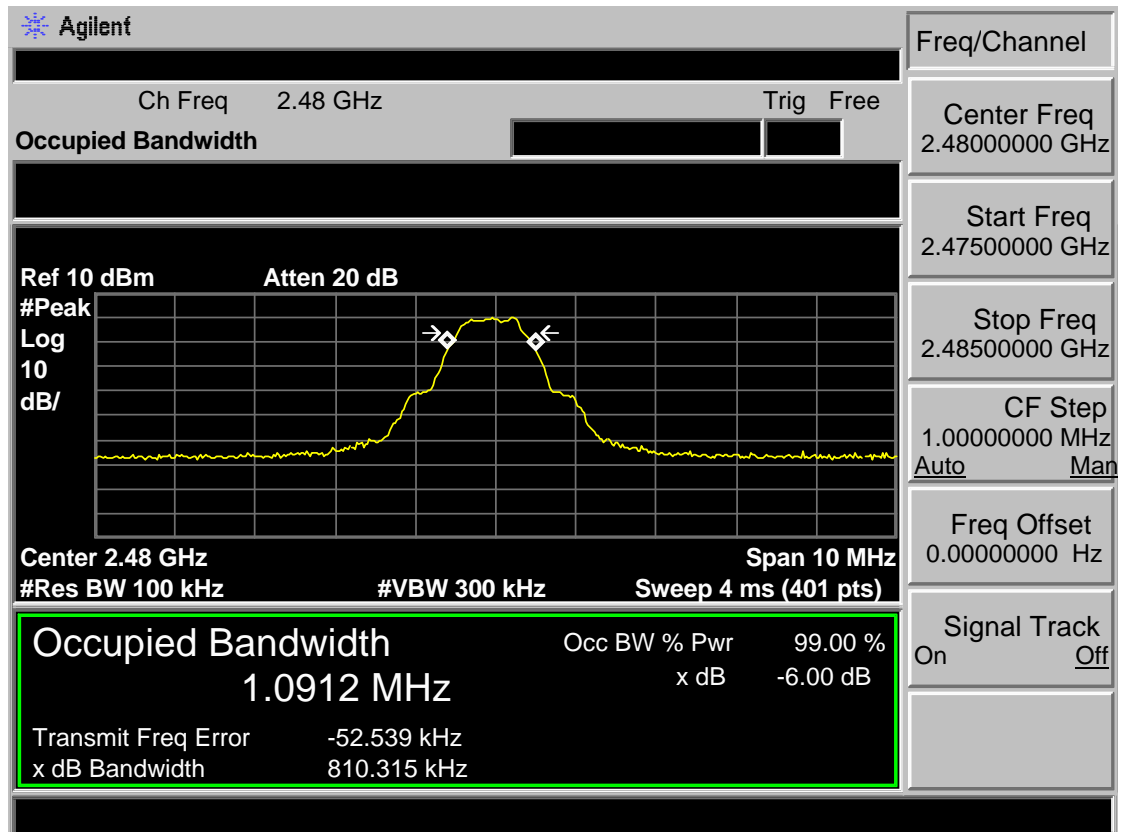 Agilent
Freq/Channel
Ch Freq 2.48 GHz Trig Free
Occupied Bandwidth
Center Freq
2.48000000 GHz
Start Freq
2.47500000 GHz
Stop Freq
2.48500000 GHz
CF Step
1.00000000 MHz
Auto Man
Freq Offset
0.00000000 Hz
Signal Track
On Off
Ref 10 dBm Atten 20 dB
#Peak
Log
10
dB/
Center 2.48 GHz Span 10 MHz
#Res BW 100 kHz #VBW 300 kHz Sweep 4 ms (401 pts)
Occupied Bandwidth Occ BW % Pwr 99.00 %
1.0912 MHz x dB -6.00 dB
Transmit Freq Error -52.539 kHz
x dB Bandwidth 810.315 kHz